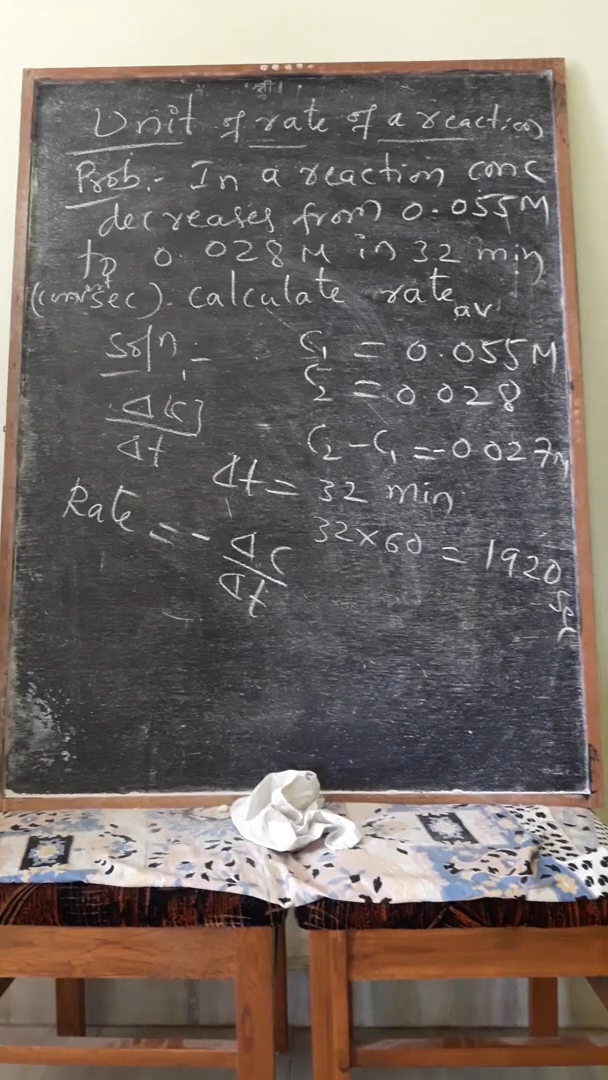 श्री
Unit of rate of a reaction
Prob:- In a reaction conc
decreases from 0.055M
to 0.028M in 32 min
(convert sec). calculate rate av
Soln:-
C1 = 0.055M
C2 = 0.028
Δ[C]
Δt
C2-C1 = -0.027M
Δt = 32 min
Rate = - ΔC
Δt
32×60 = 1920
sec